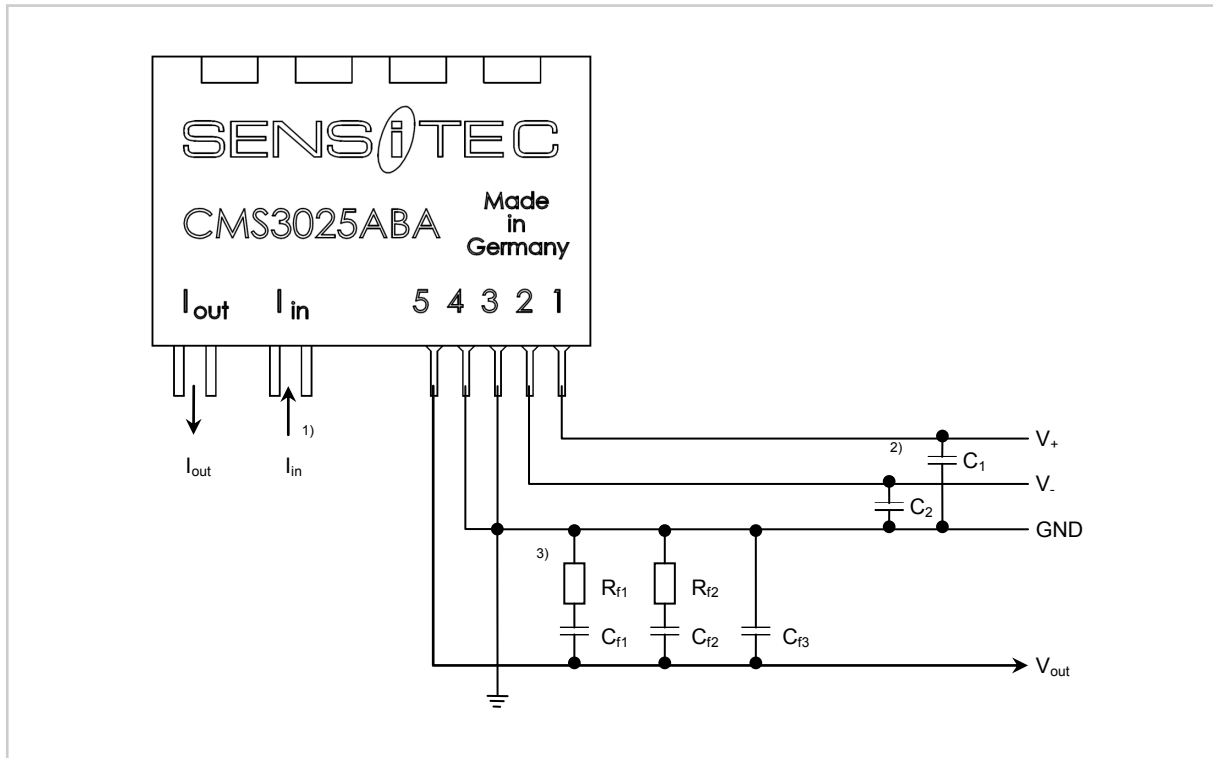 SENSiTEC
CMS3025ABA
Made
in
Germany
Iout Iin 5 4 3 2 1
1)
Iout Iin
2) C1 V+
C2 V-
GND
3)
Rf1 Rf2
Cf1 Cf2 Cf3
Vout